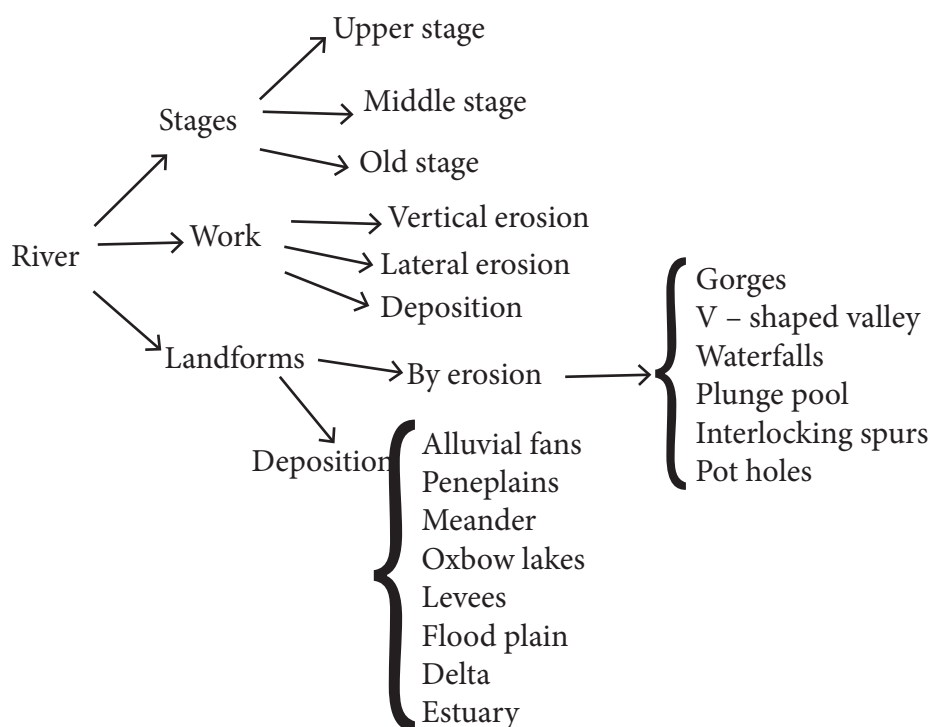 Upper stage
Middle stage
Stages
Old stage
Vertical erosion
Work
River
Lateral erosion
Deposition
Gorges
V – shaped valley
Landforms
Waterfalls
By erosion
Plunge pool
Interlocking spurs
Pot holes
Deposition
Alluvial fans
Peneplains
Meander
Oxbow lakes
Levees
Flood plain
Delta
Estuary